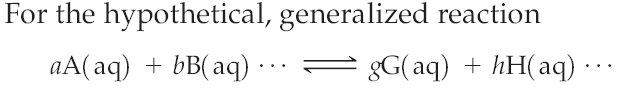 For the hypothetical, generalized reaction
aA(aq) + bB(aq) ··· ⇌ gG(aq) + hH(aq) ···